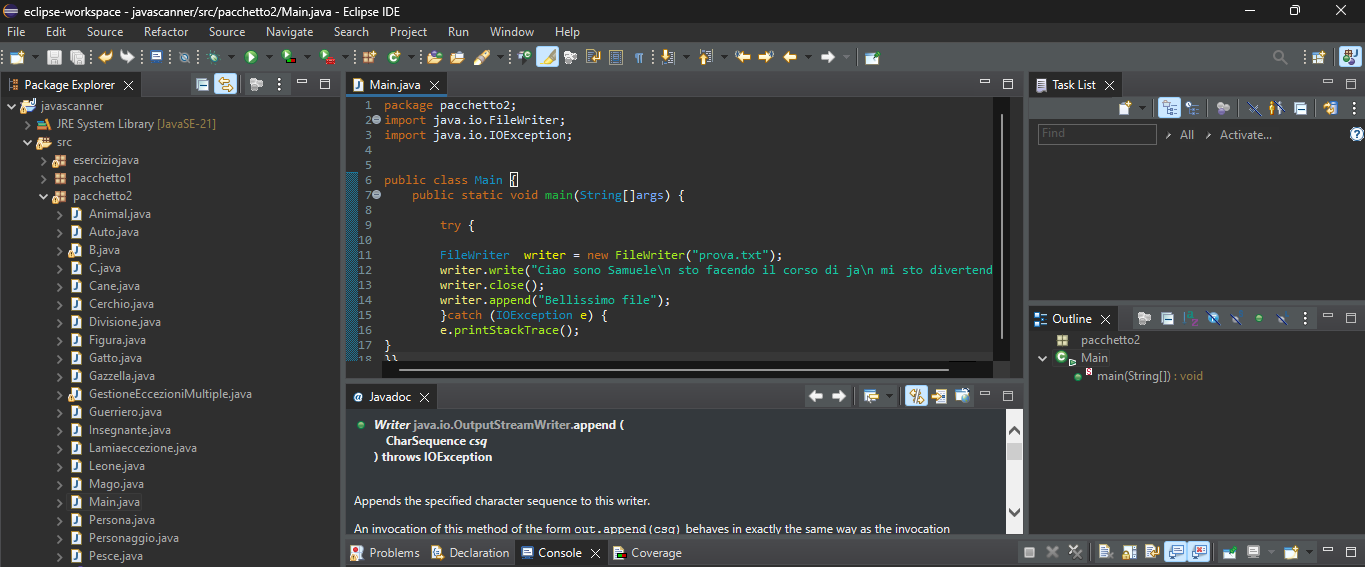 eclipse-workspace - javascanner/src/pacchetto2/Main.java - Eclipse IDE
File Edit Source Refactor Source Navigate Search Project Run Window Help
Package Explorer
javascanner
JRE System Library [JavaSE-21]
src
eserciziojava
pacchetto1
pacchetto2
Animal.java
Auto.java
B.java
C.java
Cane.java
Cerchio.java
Divisione.java
Figura.java
Gatto.java
Gazzella.java
GestioneEccezioniMultiple.java
Guerriero.java
Insegnante.java
Lamiaeccezione.java
Leone.java
Mago.java
Main.java
Persona.java
Personaggio.java
Pesce.java
Main.java
1 package pacchetto2;
2 import java.io.FileWriter;
3 import java.io.IOException;
4
5
6 public class Main {
7 public static void main(String[]args) {
8
9 try {
10
11 FileWriter writer = new FileWriter("prova.txt");
12 writer.write("Ciao sono Samuele\n sto facendo il corso di ja\n mi sto divertend
13 writer.close();
14 writer.append("Bellissimo file");
15 }catch (IOException e) {
16 e.printStackTrace();
17 }
18 }}
Javadoc
Writer java.io.OutputStreamWriter.append (
CharSequence csq
) throws IOException
Appends the specified character sequence to this writer.
An invocation of this method of the form out.append(csq) behaves in exactly the same way as the invocation
Problems Declaration Console Coverage
Task List
Find All Activate...
Outline
pacchetto2
Main
main(String[]) : void